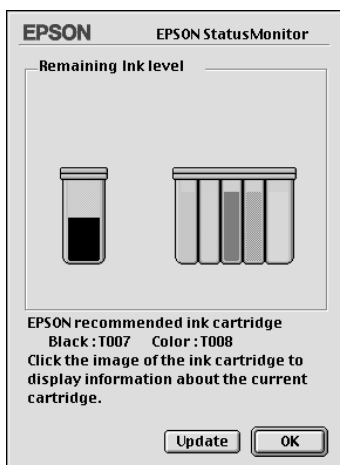 EPSON EPSON StatusMonitor
Remaining Ink level
EPSON recommended ink cartridge
Black : T007 Color : T008
Click the image of the ink cartridge to
display information about the current
cartridge.
Update OK